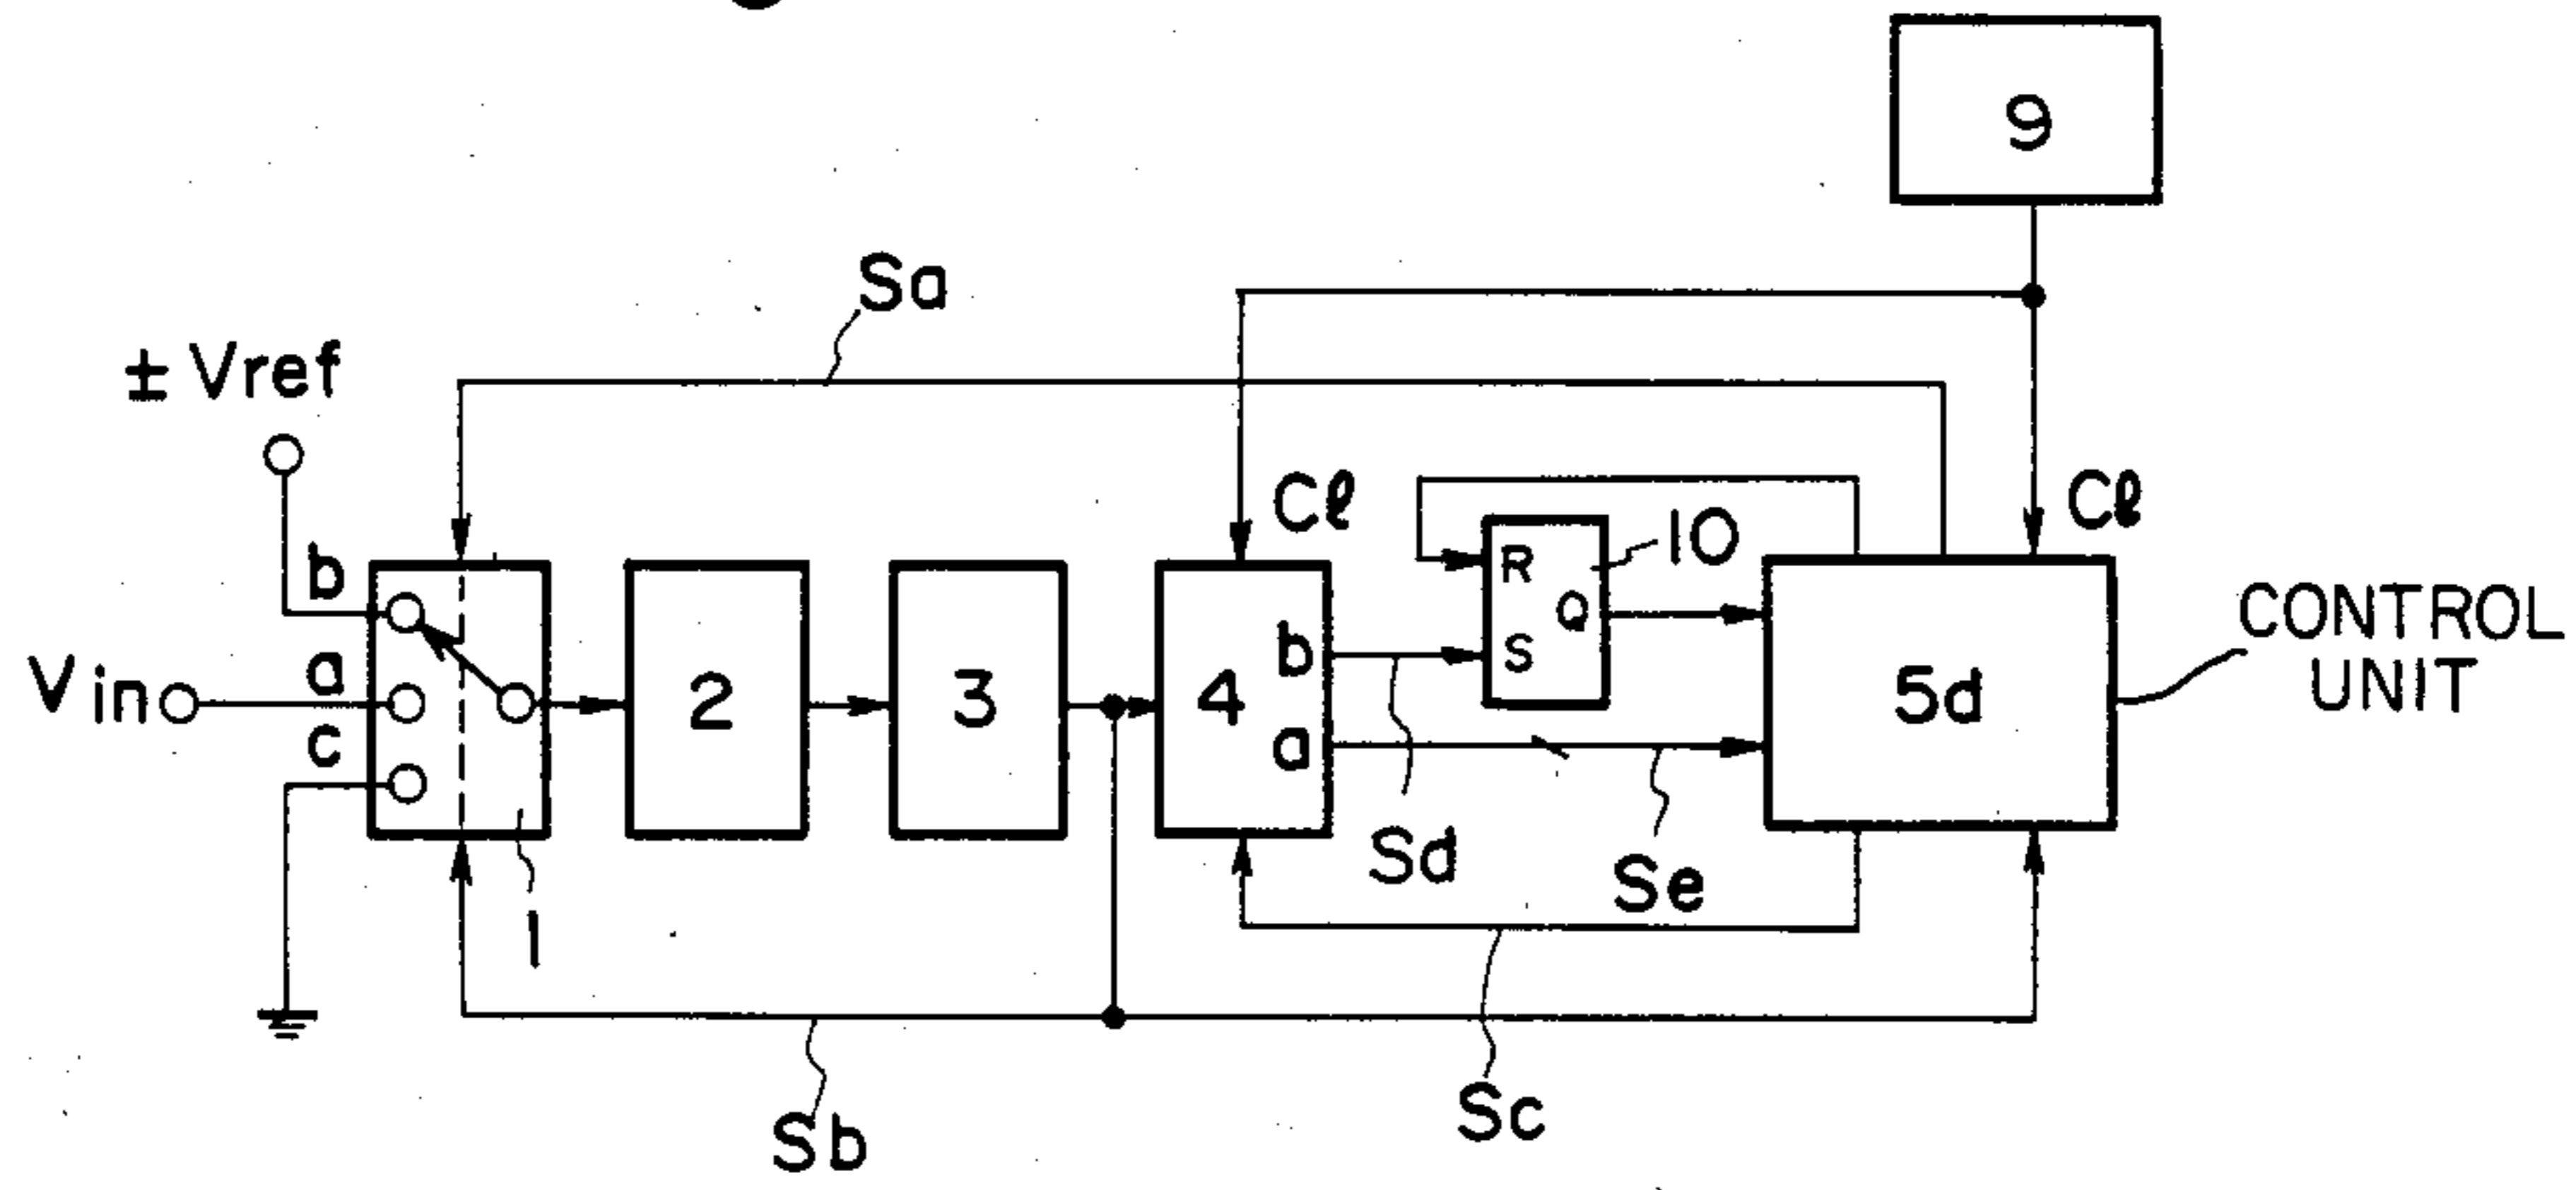 9
Sa
± Vref
Cℓ
Cℓ
b
R
10
Q
S
CONTROL
UNIT
Vin
a
c
2
3
4
b
a
5d
1
Sd
Se
Sb
Sc